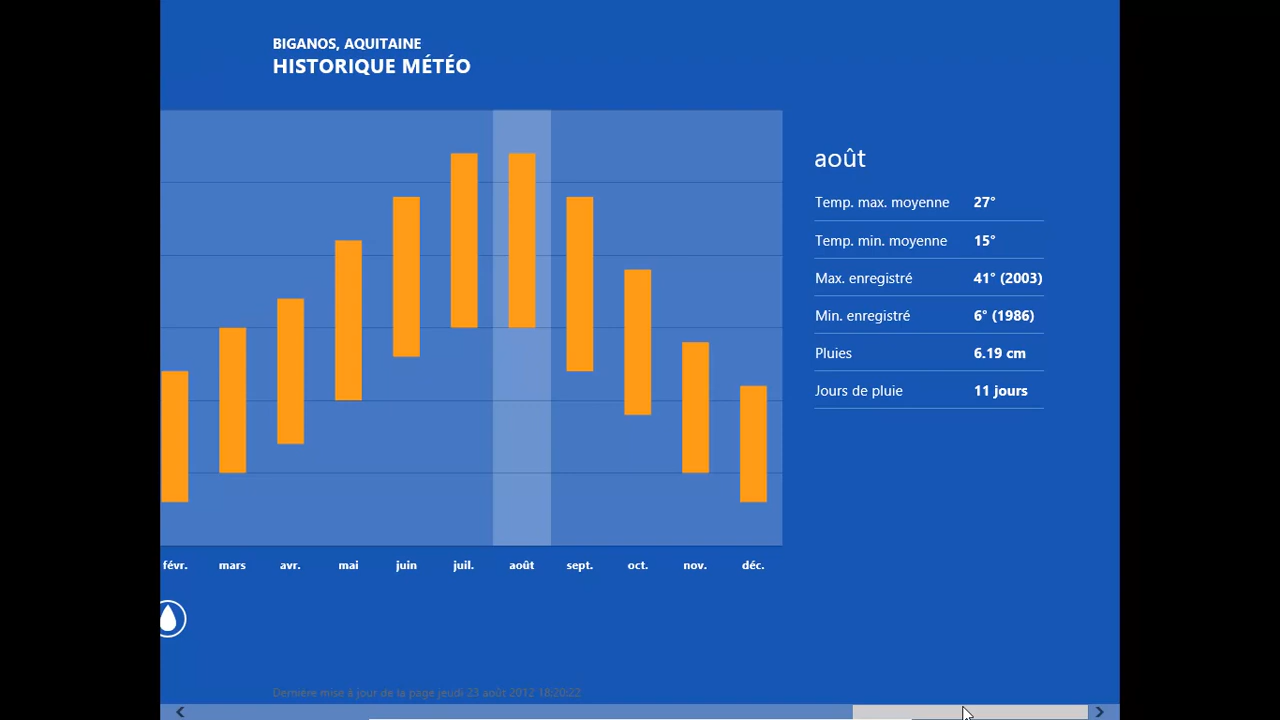 BIGANOS, AQUITAINE
HISTORIQUE MÉTÉO
août
Temp. max. moyenne 27°
Temp. min. moyenne 15°
Max. enregistré 41° (2003)
Min. enregistré 6° (1986)
Pluies 6.19 cm
Jours de pluie 11 jours
févr. mars avr. mai juin juil. août sept. oct. nov. déc.
Dernière mise à jour de la page jeudi 23 août 2012 18:20:22